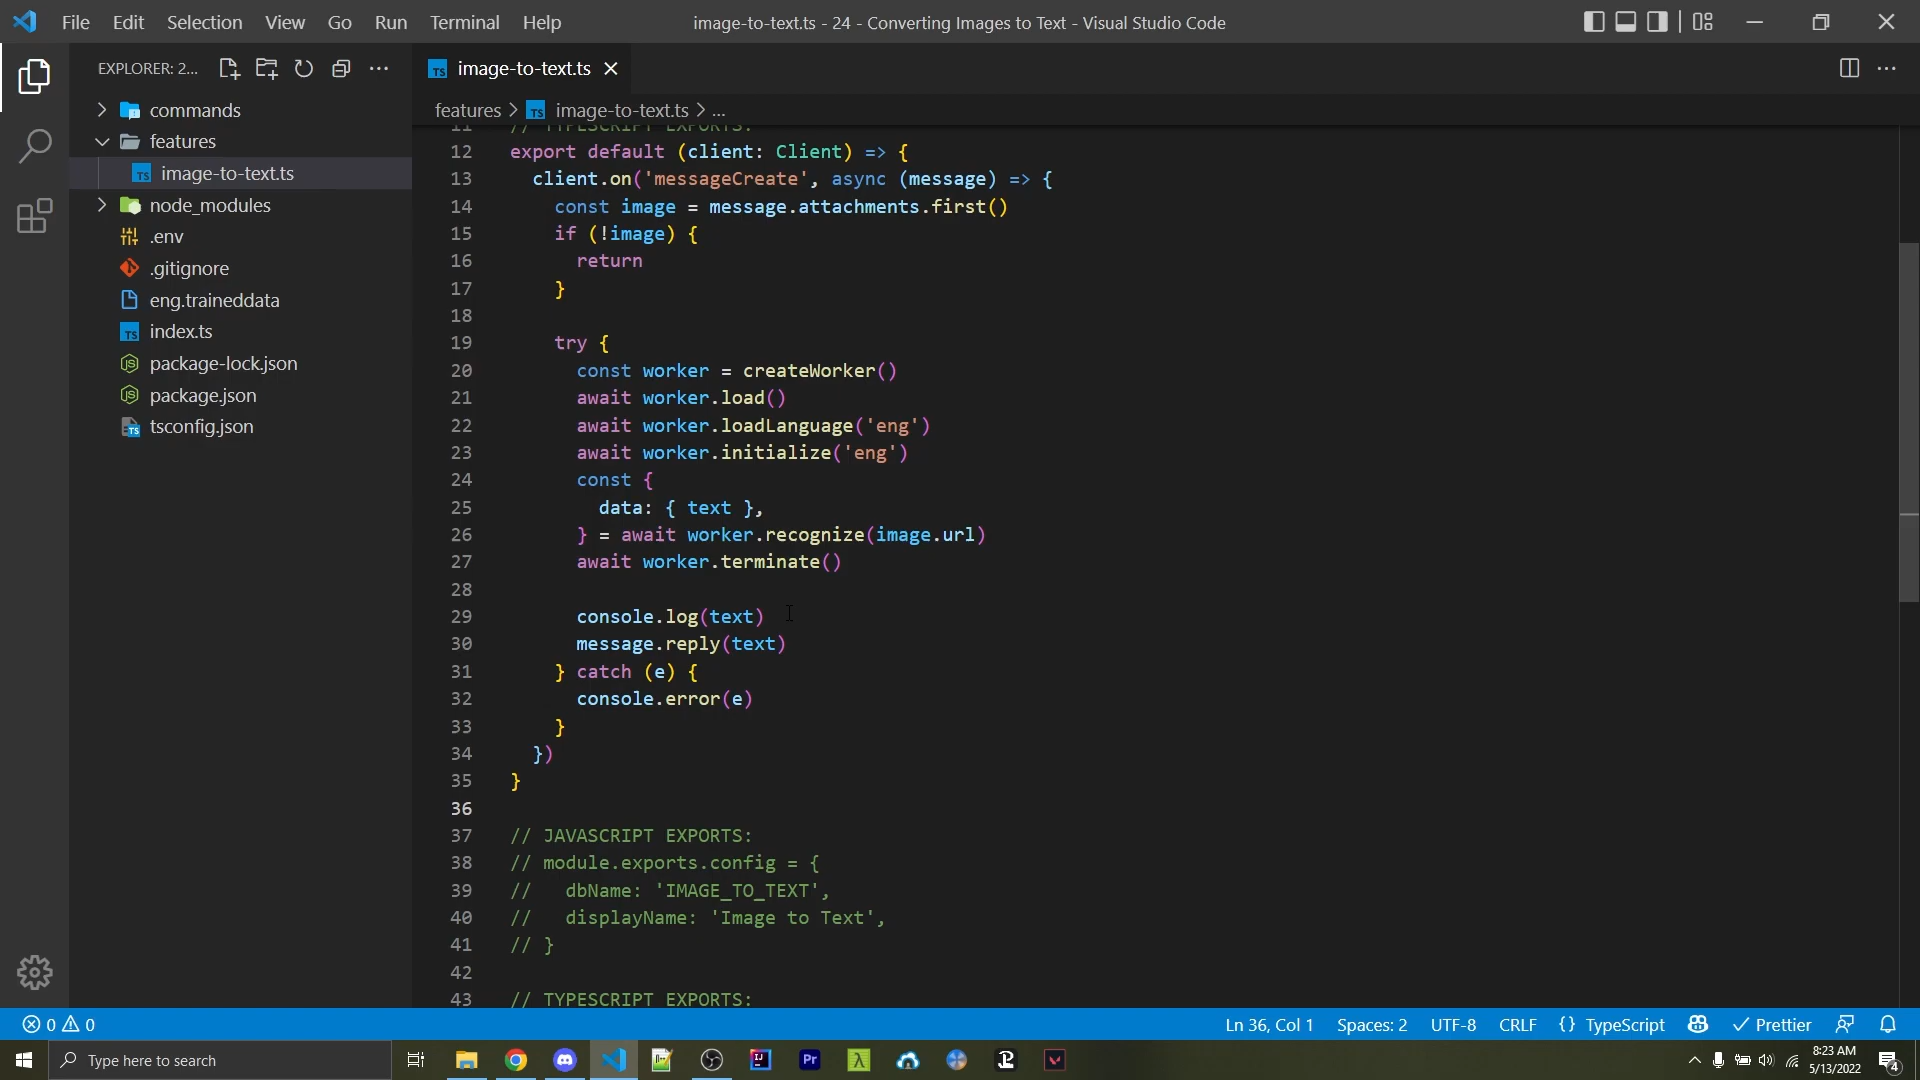 File Edit Selection View Go Run Terminal Help
image-to-text.ts - 24 - Converting Images to Text - Visual Studio Code
EXPLORER: 2...
image-to-text.ts
features > image-to-text.ts > ...
commands
features
image-to-text.ts
node_modules
.env
.gitignore
eng.traineddata
index.ts
package-lock.json
package.json
tsconfig.json
11 // TYPESCRIPT EXPORTS:
12 export default (client: Client) => {
13 client.on('messageCreate', async (message) => {
14 const image = message.attachments.first()
15 if (!image) {
16 return
17 }
18
19 try {
20 const worker = createWorker()
21 await worker.load()
22 await worker.loadLanguage('eng')
23 await worker.initialize('eng')
24 const {
25 data: { text },
26 } = await worker.recognize(image.url)
27 await worker.terminate()
28
29 console.log(text)
30 message.reply(text)
31 } catch (e) {
32 console.error(e)
33 }
34 })
35 }
36
37 // JAVASCRIPT EXPORTS:
38 // module.exports.config = {
39 // dbName: 'IMAGE_TO_TEXT',
40 // displayName: 'Image to Text',
41 // }
42
43 // TYPESCRIPT EXPORTS:
0 0 Ln 36, Col 1 Spaces: 2 UTF-8 CRLF {} TypeScript Prettier
Type here to search
8:23 AM
5/13/2022
4